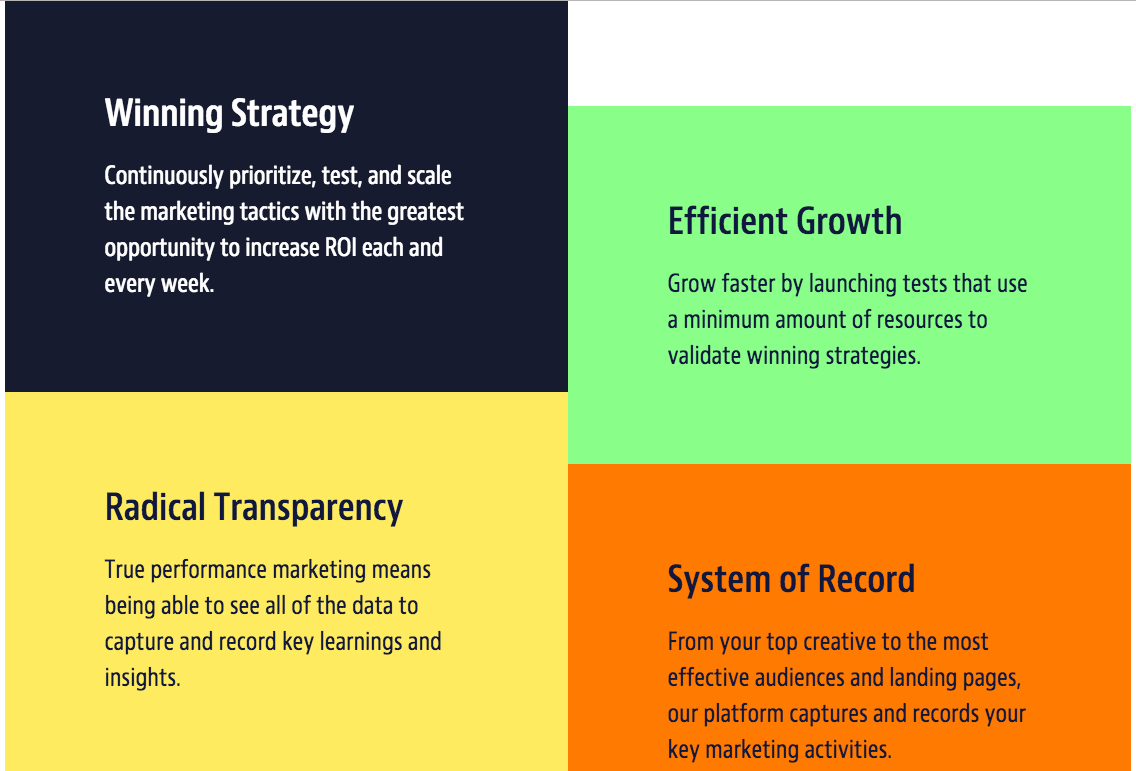 Winning Strategy
Continuously prioritize, test, and scale
the marketing tactics with the greatest
opportunity to increase ROI each and
every week.
Efficient Growth
Grow faster by launching tests that use
a minimum amount of resources to
validate winning strategies.
Radical Transparency
True performance marketing means
being able to see all of the data to
capture and record key learnings and
insights.
System of Record
From your top creative to the most
effective audiences and landing pages,
our platform captures and records your
key marketing activities.